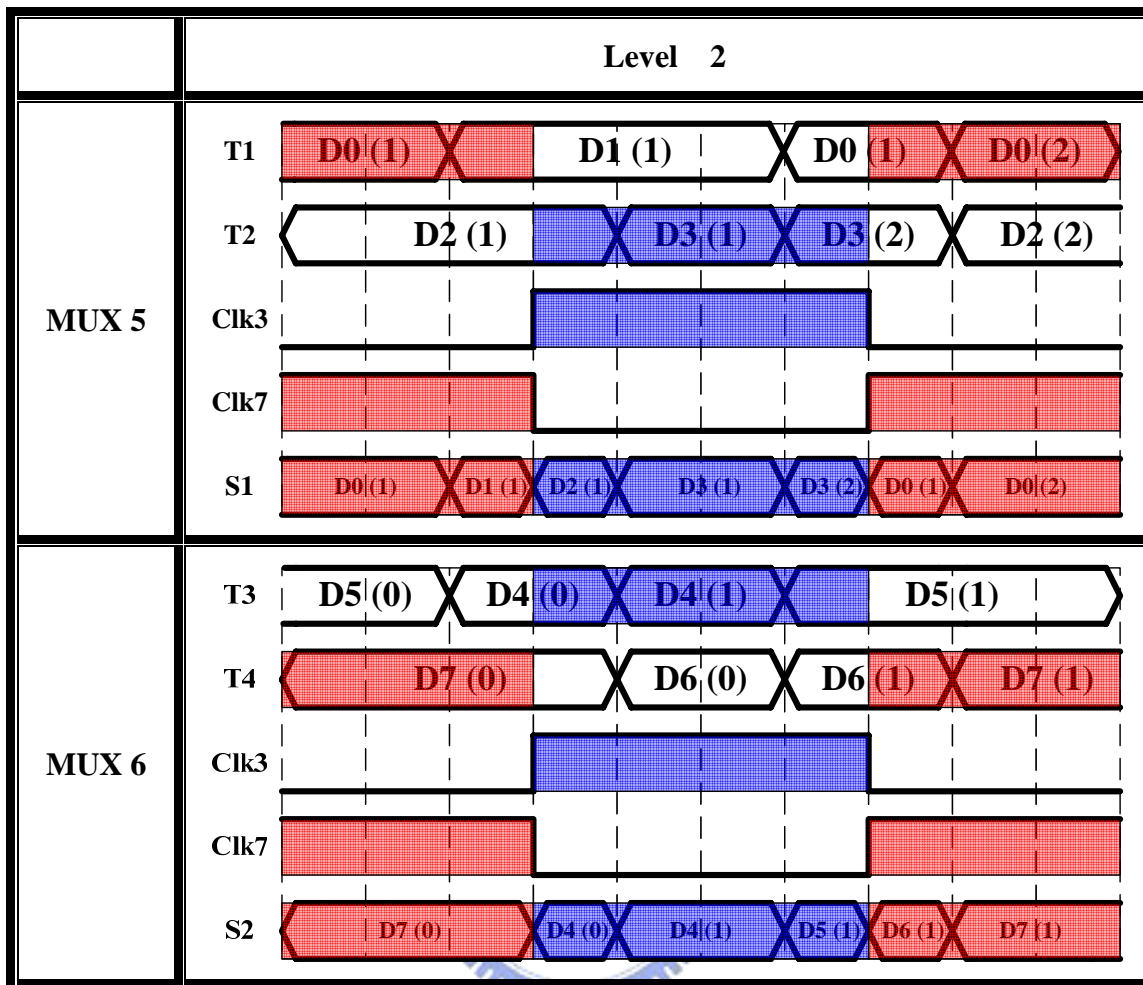 Level 2
MUX 5
T1 D0 (1) D1 (1) D0 (1) D0 (2)
T2 D2 (1) D3 (1) D3 (2) D2 (2)
Clk3
Clk7
S1 D0 (1) D1 (1) D2 (1) D3 (1) D3 (2) D0 (1) D0 (2)
MUX 6
T3 D5 (0) D4 (0) D4 (1) D5 (1)
T4 D7 (0) D6 (0) D6 (1) D7 (1)
Clk3
Clk7
S2 D7 (0) D4 (0) D4 (1) D5 (1) D6 (1) D7 (1)